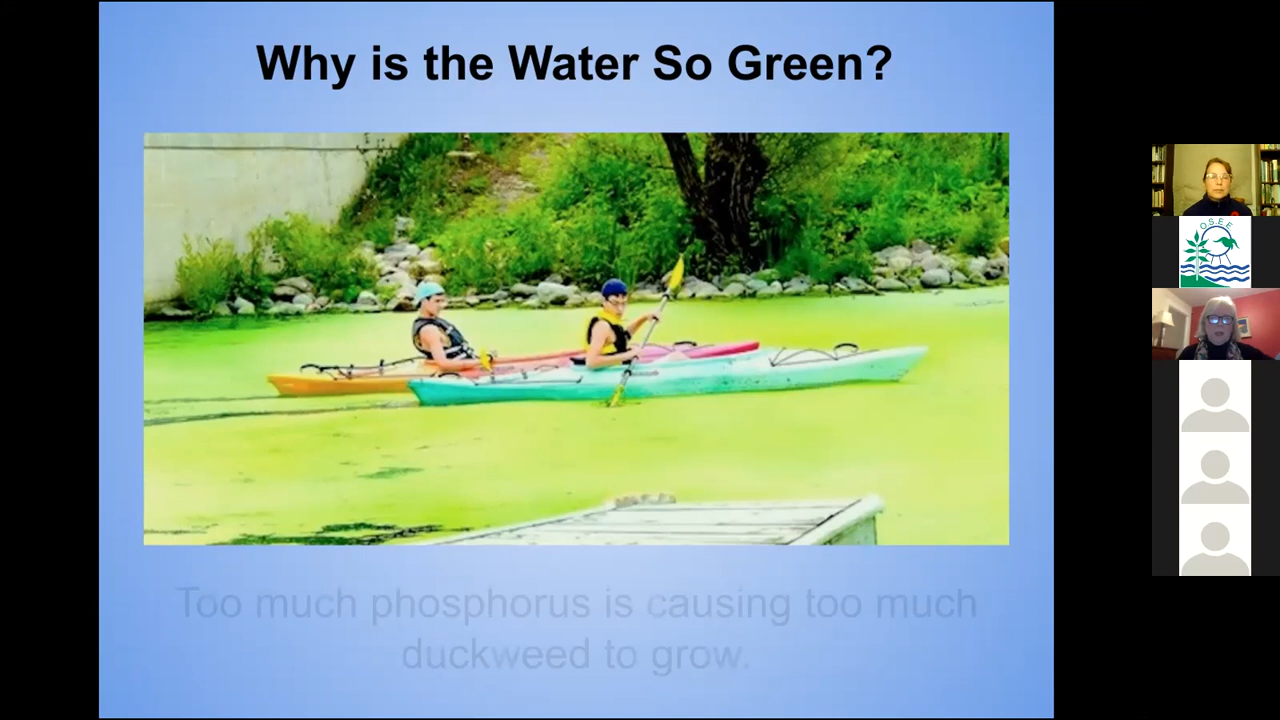 Why is the Water So Green?
O.S.E.E
Too much phosphorus is causing too much
duckweed to grow.